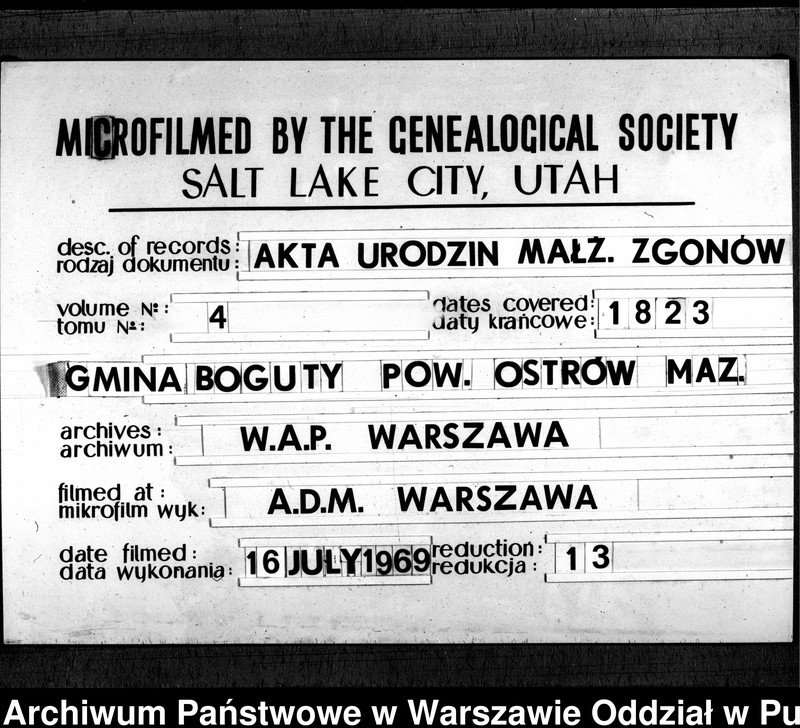 MICROFILMED BY THE GENEALOGICAL SOCIETY
SALT LAKE CITY, UTAH
desc. of records: AKTA URODZIN MAŁŻ. ZGONÓW
rodzaj dokumentu:
volume Nº: 4 dates covered: 1823
tomu Nº: daty krańcowe:
GMINA BOGUTY POW. OSTRÓW MAZ.
archives: W.A.P. WARSZAWA
archiwum:
filmed at: A.D.M. WARSZAWA
mikrofilm wyk:
date filmed: 16 JULY 1969 reduction: 13
data wykonania: redukcja:
Archiwum Państwowe w Warszawie Oddział w Pu